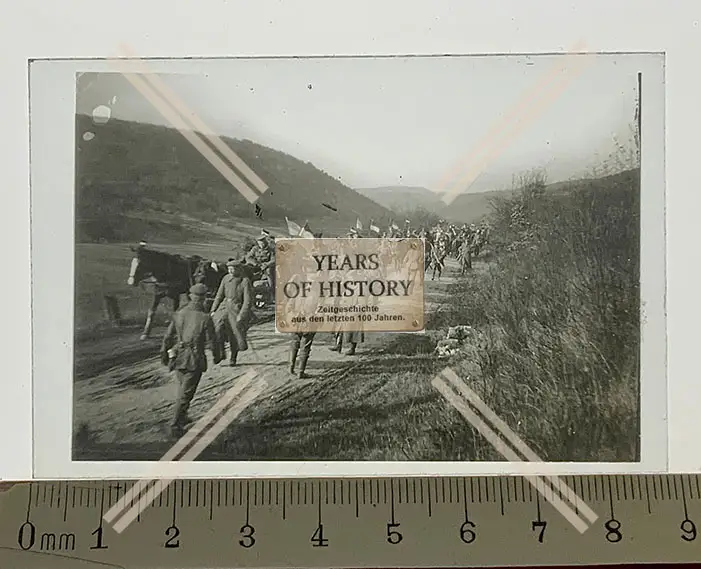 YEARS
OF HISTORY
Zeitgeschichte
aus den letzten 100 Jahren.
0mm 1 2 3 4 5 6 7 8 9